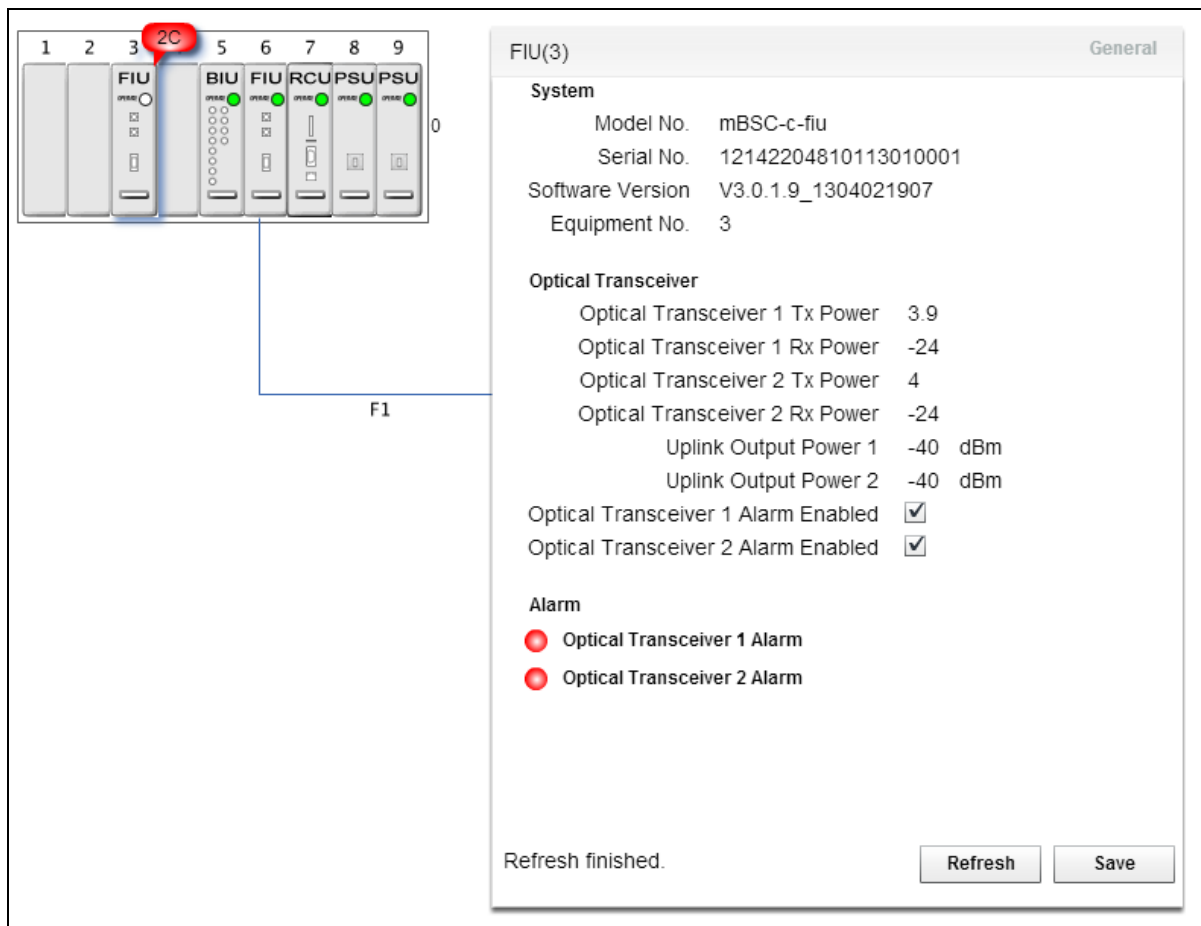 1 2 3 2C 5 6 7 8 9
FIU BIU FIU RCU PSU PSU
0
F1
FIU(3) General
System
Model No. mBSC-c-fiu
Serial No. 12142204810113010001
Software Version V3.0.1.9_1304021907
Equipment No. 3
Optical Transceiver
Optical Transceiver 1 Tx Power 3.9
Optical Transceiver 1 Rx Power -24
Optical Transceiver 2 Tx Power 4
Optical Transceiver 2 Rx Power -24
Uplink Output Power 1 -40 dBm
Uplink Output Power 2 -40 dBm
Optical Transceiver 1 Alarm Enabled
Optical Transceiver 2 Alarm Enabled
Alarm
Optical Transceiver 1 Alarm
Optical Transceiver 2 Alarm
Refresh finished. Refresh Save